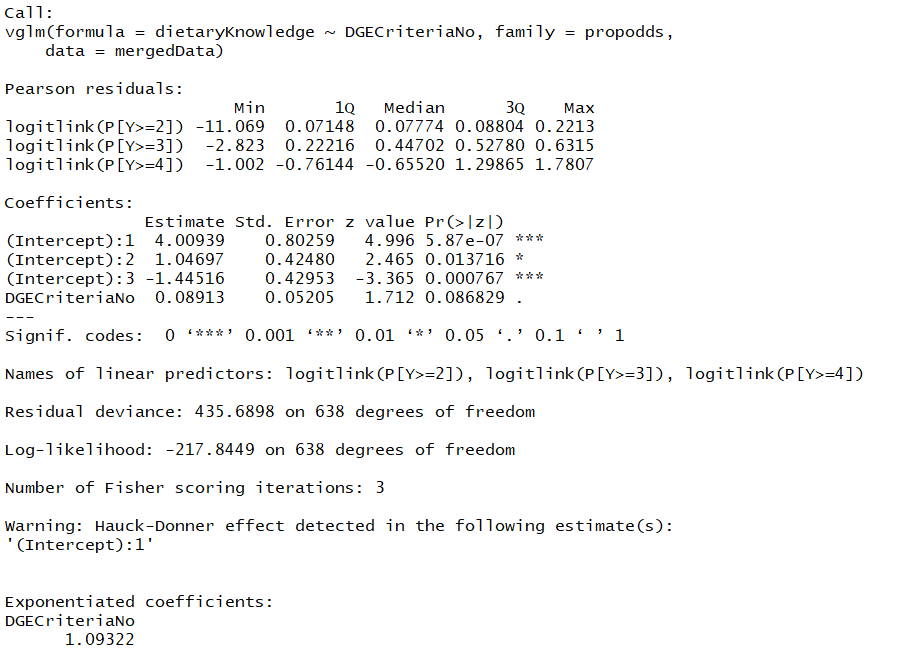 Call:
vglm(formula = dietaryKnowledge ~ DGECriteriaNo, family = propodds,
    data = mergedData)

Pearson residuals:
                       Min       1Q   Median      3Q    Max
logitlink(P[Y>=2]) -11.069  0.07148  0.07774 0.08804 0.2213
logitlink(P[Y>=3])  -2.823  0.22216  0.44702 0.52780 0.6315
logitlink(P[Y>=4])  -1.002 -0.76144 -0.65520 1.29865 1.7807

Coefficients:
              Estimate Std. Error z value Pr(>|z|)
(Intercept):1  4.00939    0.80259   4.996 5.87e-07 ***
(Intercept):2  1.04697    0.42480   2.465 0.013716 *
(Intercept):3 -1.44516    0.42953  -3.365 0.000767 ***
DGECriteriaNo  0.08913    0.05205   1.712 0.086829 .
---
Signif. codes:  0 ‘***’ 0.001 ‘**’ 0.01 ‘*’ 0.05 ‘.’ 0.1 ‘ ’ 1

Names of linear predictors: logitlink(P[Y>=2]), logitlink(P[Y>=3]), logitlink(P[Y>=4])

Residual deviance: 435.6898 on 638 degrees of freedom

Log-likelihood: -217.8449 on 638 degrees of freedom

Number of Fisher scoring iterations: 3

Warning: Hauck-Donner effect detected in the following estimate(s):
'(Intercept):1'

Exponentiated coefficients:
DGECriteriaNo
      1.09322